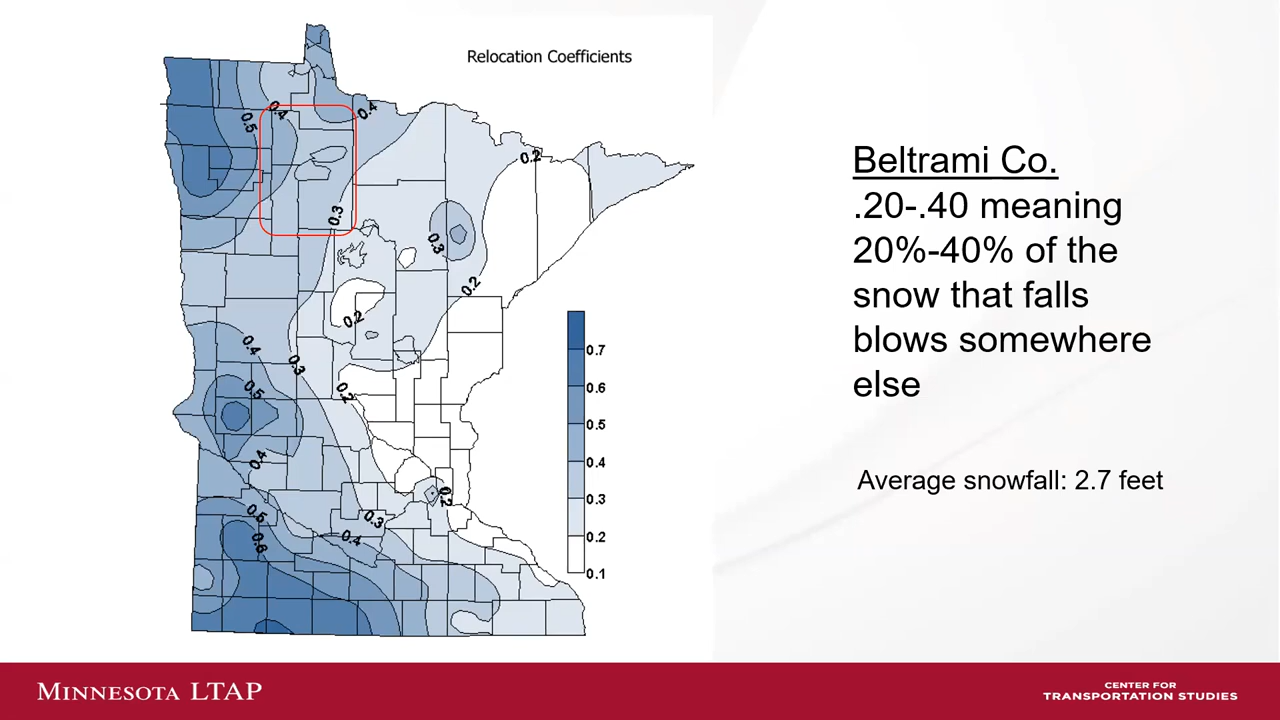 Relocation Coefficients
0.4
0.4
0.5
0.2
0.3
0.3
0.2
0.2
0.4
0.3
0.2
0.5
0.4
0.2
0.5
0.3
0.4
0.6
0.7
0.6
0.5
0.4
0.3
0.2
0.1
Beltrami Co.
.20-.40 meaning
20%-40% of the
snow that falls
blows somewhere
else
Average snowfall: 2.7 feet
MINNESOTA LTAP
CENTER FOR
TRANSPORTATION STUDIES